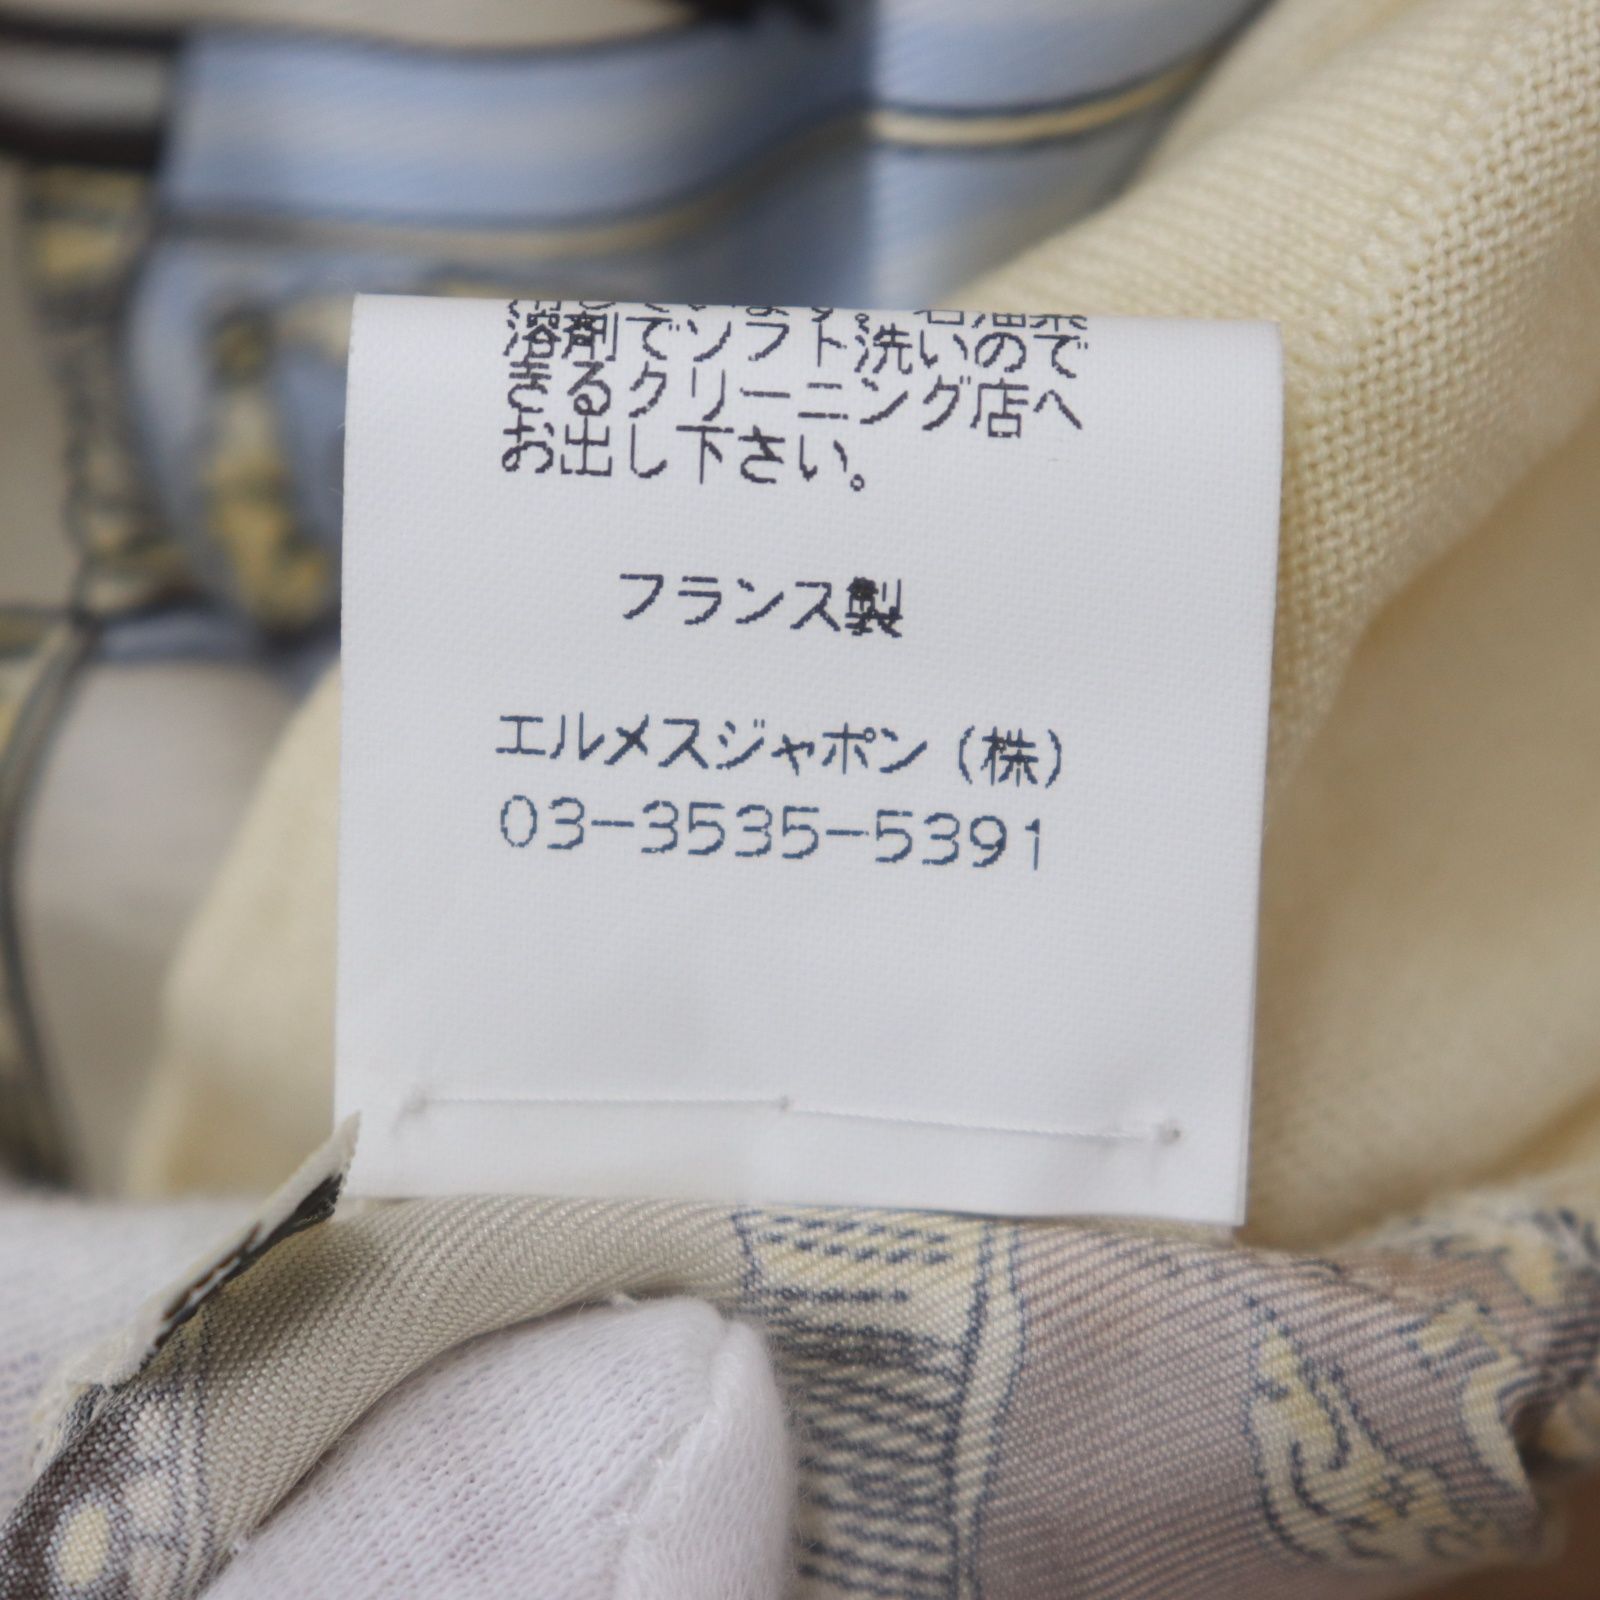 溶剤でソフト洗いので
きるクリーニング店へ
お出し下さい。
フランス製
エルメスジャポン（株）
03-3535-5391